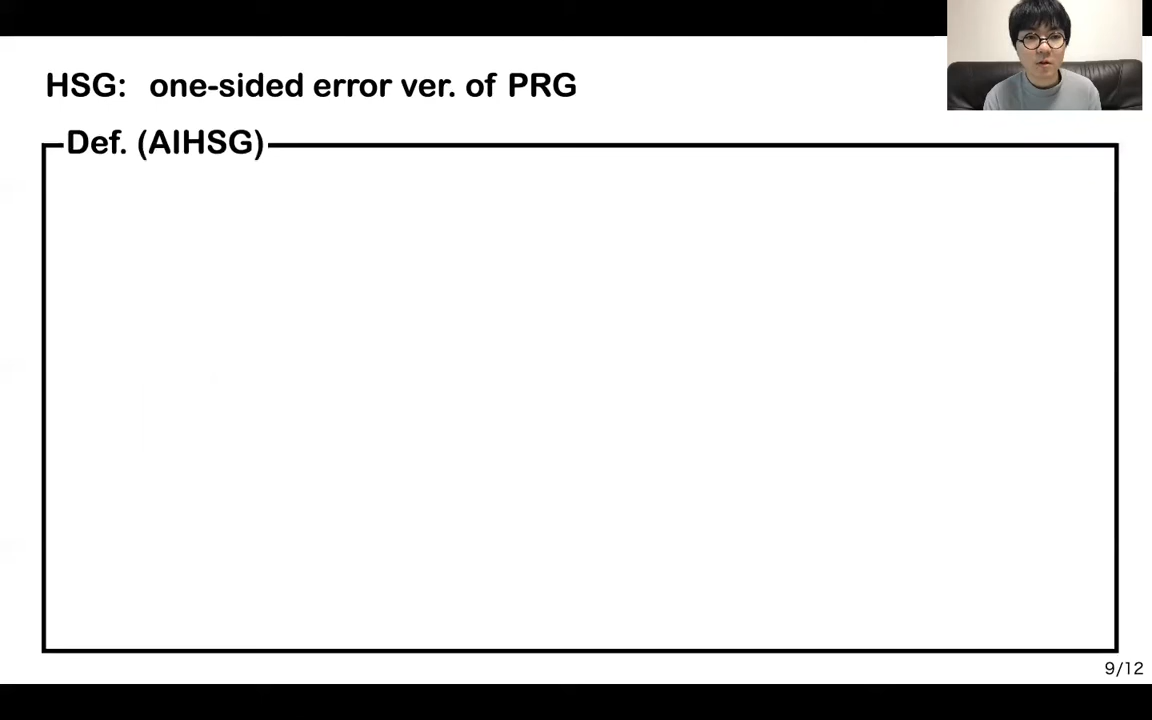 HSG: one-sided error ver. of PRG
Def. (AIHSG)
9/12